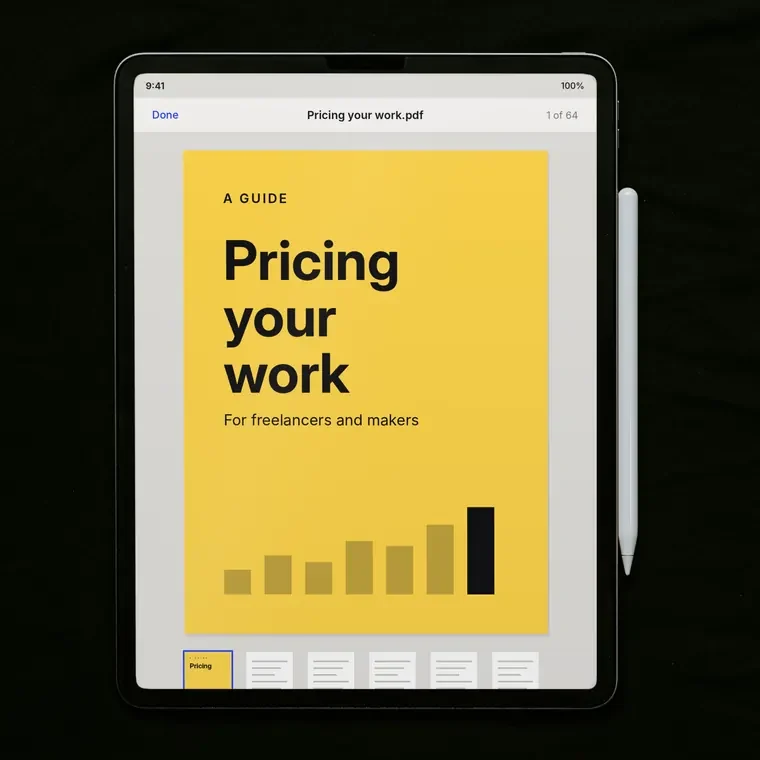 9:41
100%
Done
Pricing your work.pdf
1 of 64
A GUIDE
Pricing
your
work
For freelancers and makers
Pricing